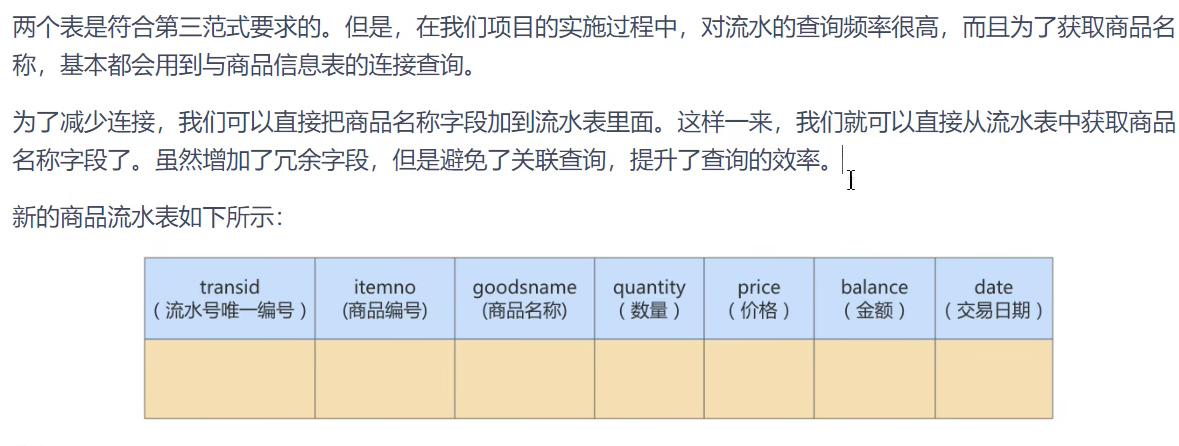 两个表是符合第三范式要求的。但是，在我们项目的实施过程中，对流水的查询频率很高，而且为了获取商品名
称，基本都会用到与商品信息表的连接查询。
为了减少连接，我们可以直接把商品名称字段加到流水表里面。这样一来，我们就可以直接从流水表中获取商品
名称字段了。虽然增加了冗余字段，但是避免了关联查询，提升了查询的效率。
新的商品流水表如下所示：
transid itemno goodsname quantity price balance date
（流水号唯一编号） (商品编号) (商品名称) （数量） （价格） （金额） （交易日期）